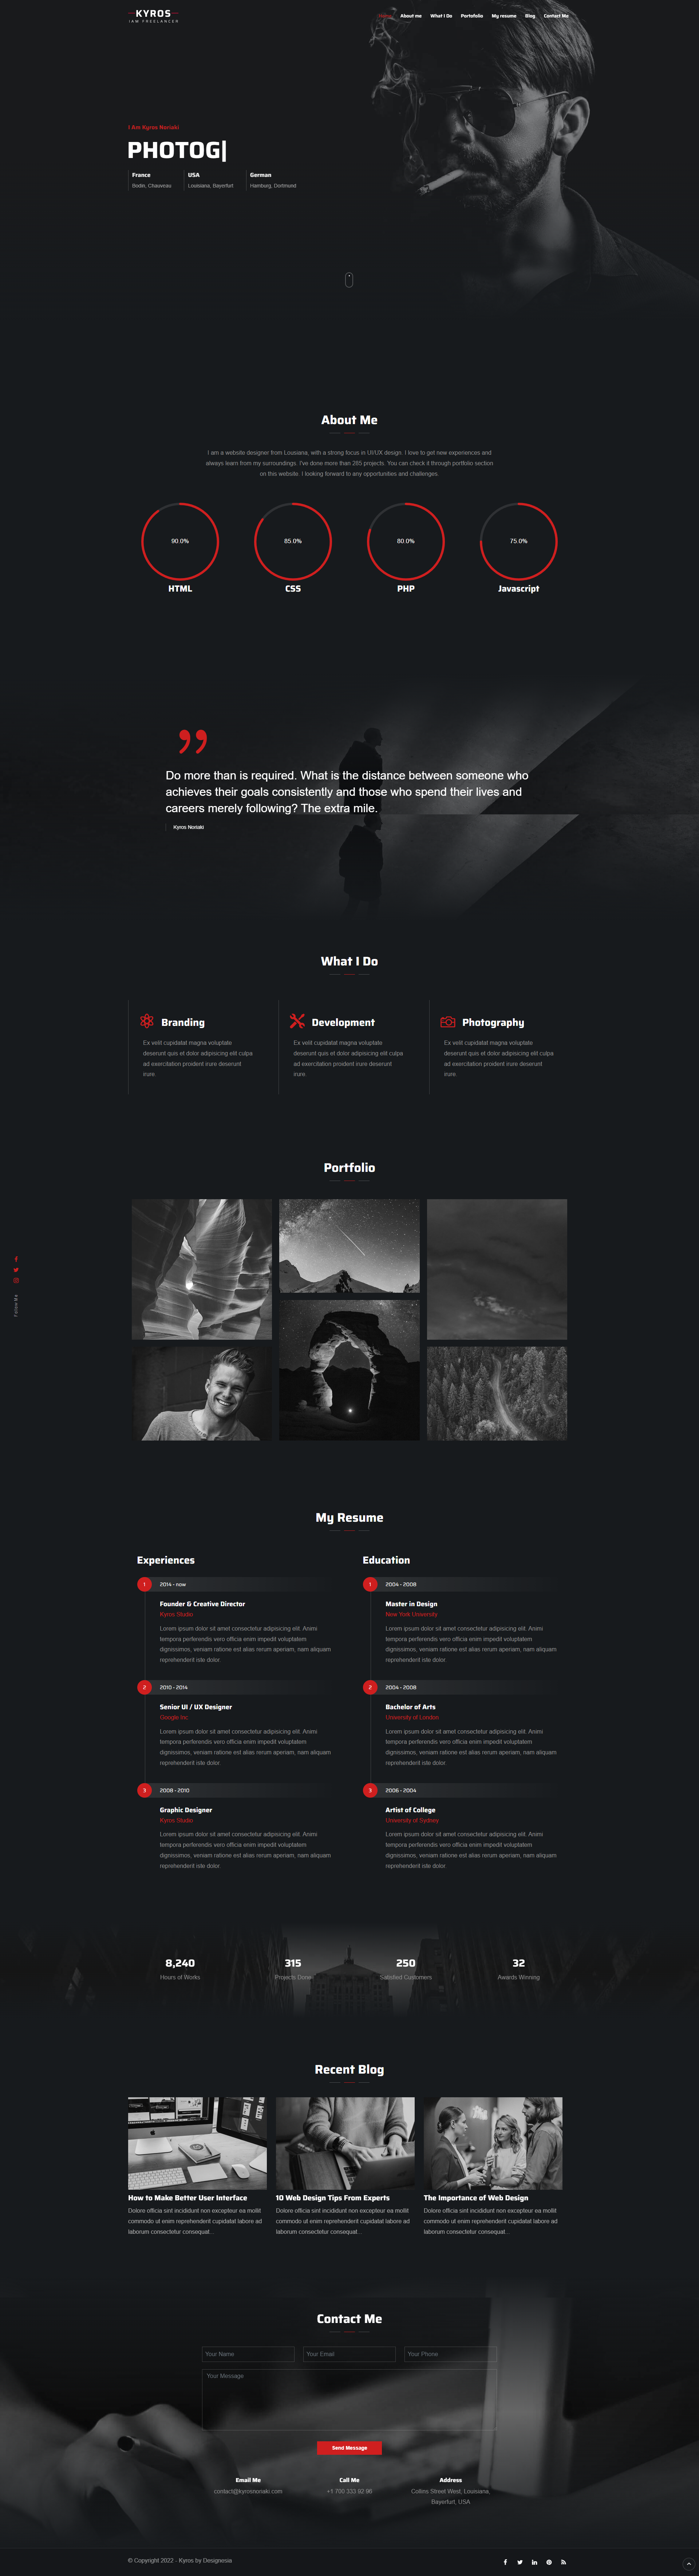 KYROS
IAM FREELANCER
About me
What I Do
Portofolio
My resume
Blog
Contact Me
I Am Kyros Noriaki
PHOTOG|
France
USA
German
Bodin, Chauveau
Louisiana, Bayerfurt
Hamburg, Dortmund
About Me
I am a website designer from Lousiana, with a strong focus in UI/UX design. I love to get new experiences and
always learn from my surroundings. I've done more than 285 projects. You can check it through portfolio section
on this website. I looking forward to any opportunities and challenges.
90.0%
85.0%
80.0%
75.0%
HTML
CSS
PHP
Javascript
Do more than is required. What is the distance between someone who
achieves their goals consistently and those who spend their lives and
careers merely following? The extra mile.
Kyros Noriaki
What I Do
Branding
Ex velit cupidatat magna voluptate
deserunt quis et dolor adipisicing elit culpa
ad exercitation proident irure deserunt
irure.
Development
Ex velit cupidatat magna voluptate
deserunt quis et dolor adipisicing elit culpa
ad exercitation proident irure deserunt
irure.
Photography
Ex velit cupidatat magna voluptate
deserunt quis et dolor adipisicing elit culpa
ad exercitation proident irure deserunt
irure.
Portfolio
Follow Me
My Resume
Experiences
1
2014 - now
Founder & Creative Director
Kyros Studio
Lorem ipsum dolor sit amet consectetur adipisicing elit. Animi
tempora perferendis vero officia enim impedit voluptatem
dignissimos, veniam ratione est alias rerum aperiam, nam aliquam
reprehenderit iste dolor.
2
2010 - 2014
Senior UI / UX Designer
Google Inc
Lorem ipsum dolor sit amet consectetur adipisicing elit. Animi
tempora perferendis vero officia enim impedit voluptatem
dignissimos, veniam ratione est alias rerum aperiam, nam aliquam
reprehenderit iste dolor.
3
2008 - 2010
Graphic Designer
Kyros Studio
Lorem ipsum dolor sit amet consectetur adipisicing elit. Animi
tempora perferendis vero officia enim impedit voluptatem
dignissimos, veniam ratione est alias rerum aperiam, nam aliquam
reprehenderit iste dolor.
Education
1
2004 - 2008
Master in Design
New York University
Lorem ipsum dolor sit amet consectetur adipisicing elit. Animi
tempora perferendis vero officia enim impedit voluptatem
dignissimos, veniam ratione est alias rerum aperiam, nam aliquam
reprehenderit iste dolor.
2
2004 - 2008
Bachelor of Arts
University of London
Lorem ipsum dolor sit amet consectetur adipisicing elit. Animi
tempora perferendis vero officia enim impedit voluptatem
dignissimos, veniam ratione est alias rerum aperiam, nam aliquam
reprehenderit iste dolor.
3
2006 - 2004
Artist of College
University of Sydney
Lorem ipsum dolor sit amet consectetur adipisicing elit. Animi
tempora perferendis vero officia enim impedit voluptatem
dignissimos, veniam ratione est alias rerum aperiam, nam aliquam
reprehenderit iste dolor.
8,240
315
250
32
Hours of Works
Projects Done
Satisfied Customers
Awards Winning
Recent Blog
How to Make Better User Interface
Dolore officia sint incididunt non excepteur ea mollit
commodo ut enim reprehenderit cupidatat labore ad
laborum consectetur consequat...
10 Web Design Tips From Experts
Dolore officia sint incididunt non excepteur ea mollit
commodo ut enim reprehenderit cupidatat labore ad
laborum consectetur consequat...
The Importance of Web Design
Dolore officia sint incididunt non excepteur ea mollit
commodo ut enim reprehenderit cupidatat labore ad
laborum consectetur consequat...
Contact Me
Your Name
Your Email
Your Phone
Your Message
Send Message
Email Me
Call Me
Address
contact@kyrosnoriaki.com
+1 700 333 92 96
Collins Street West, Louisiana,
Bayerfurt, USA
© Copyright 2022 - Kyros by Designesia